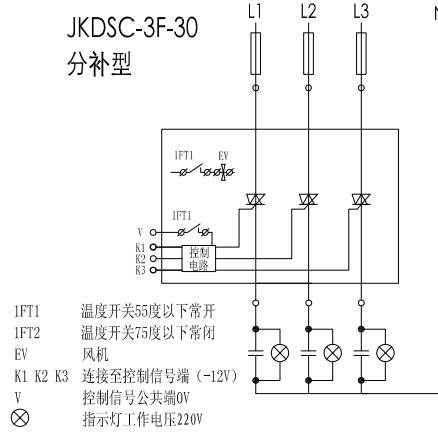 JKDSC-3F-30
分补型
L1 L2 L3
1FT1 EV
1FT1
V
K1
K2
K3
控制
电路
1FT1 温度开关55度以下常开
1FT2 温度开关75度以下常闭
EV 风机
K1 K2 K3 连接至控制信号端（-12V）
V 控制信号公共端0V
指示灯工作电压220V